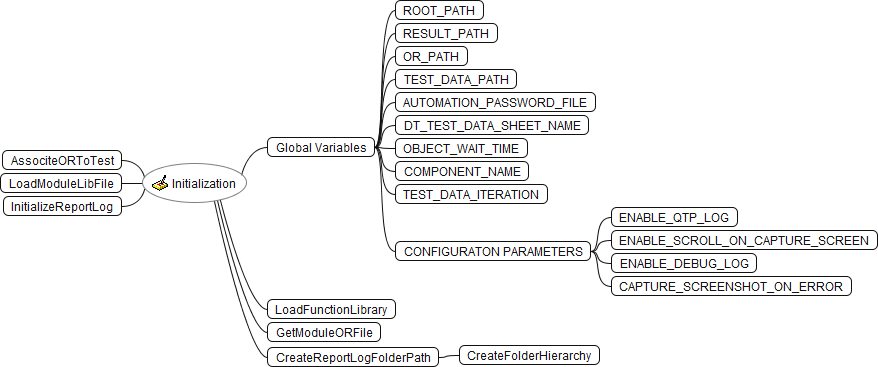 ROOT_PATH
RESULT_PATH
OR_PATH
TEST_DATA_PATH
AUTOMATION_PASSWORD_FILE
DT_TEST_DATA_SHEET_NAME
Global Variables
OBJECT_WAIT_TIME
COMPONENT_NAME
TEST_DATA_ITERATION
AssociteORToTest
LoadModuleLibFile
InitializeReportLog
Initialization
CONFIGURATON PARAMETERS
ENABLE_QTP_LOG
ENABLE_SCROLL_ON_CAPTURE_SCREEN
ENABLE_DEBUG_LOG
CAPTURE_SCREENSHOT_ON_ERROR
LoadFunctionLibrary
GetModuleORFile
CreateReportLogFolderPath
CreateFolderHierarchy